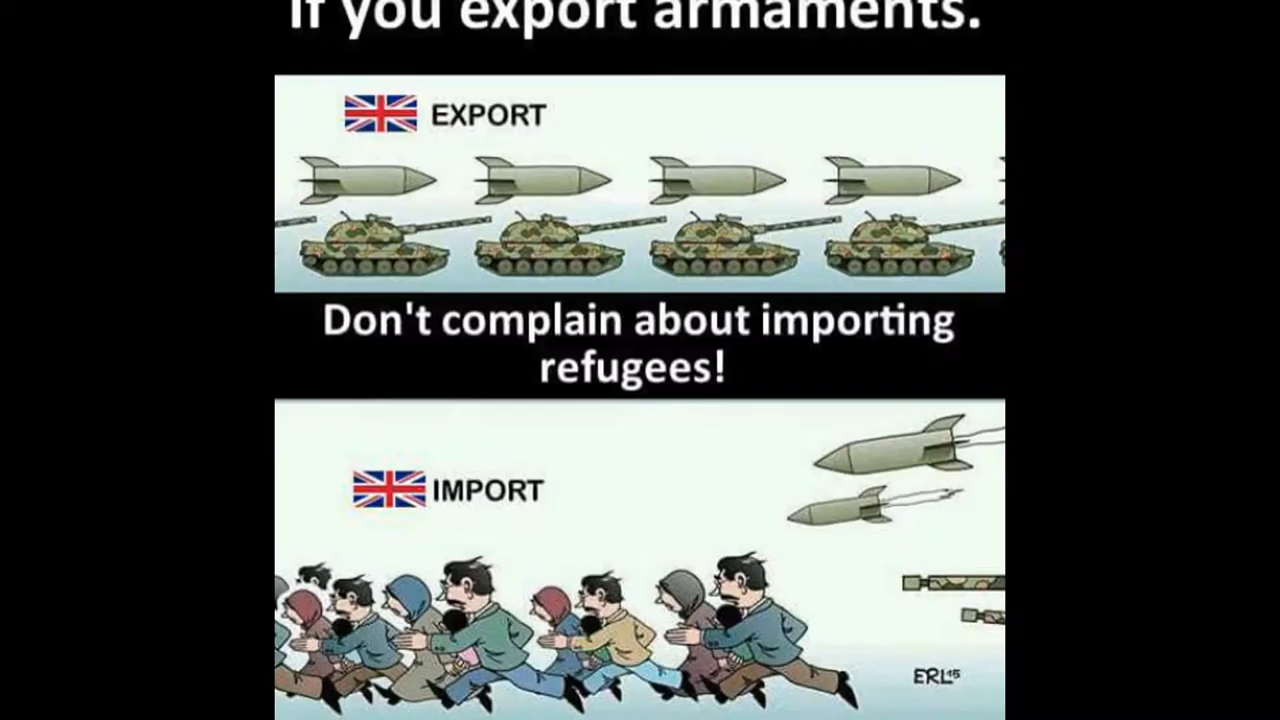 If you export armaments.
EXPORT
Don't complain about importing
refugees!
IMPORT
ERL15